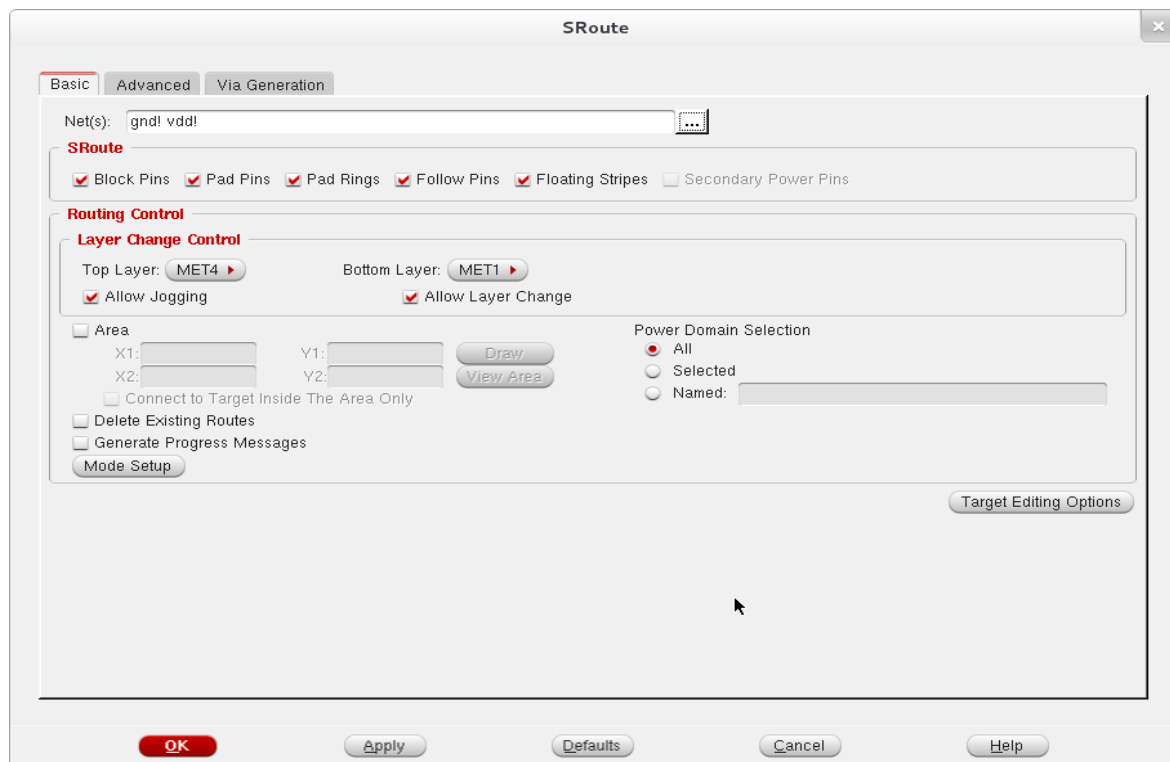 SRoute
Basic Advanced Via Generation
Net(s): gnd! vdd! ...
SRoute
Block Pins Pad Pins Pad Rings Follow Pins Floating Stripes Secondary Power Pins
Routing Control
Layer Change Control
Top Layer: MET4 Bottom Layer: MET1
Allow Jogging Allow Layer Change
Area Power Domain Selection
X1: Y1: Draw All
X2: Y2: View Area Selected
Connect to Target Inside The Area Only Named:
Delete Existing Routes
Generate Progress Messages
Mode Setup
Target Editing Options
OK Apply Defaults Cancel Help